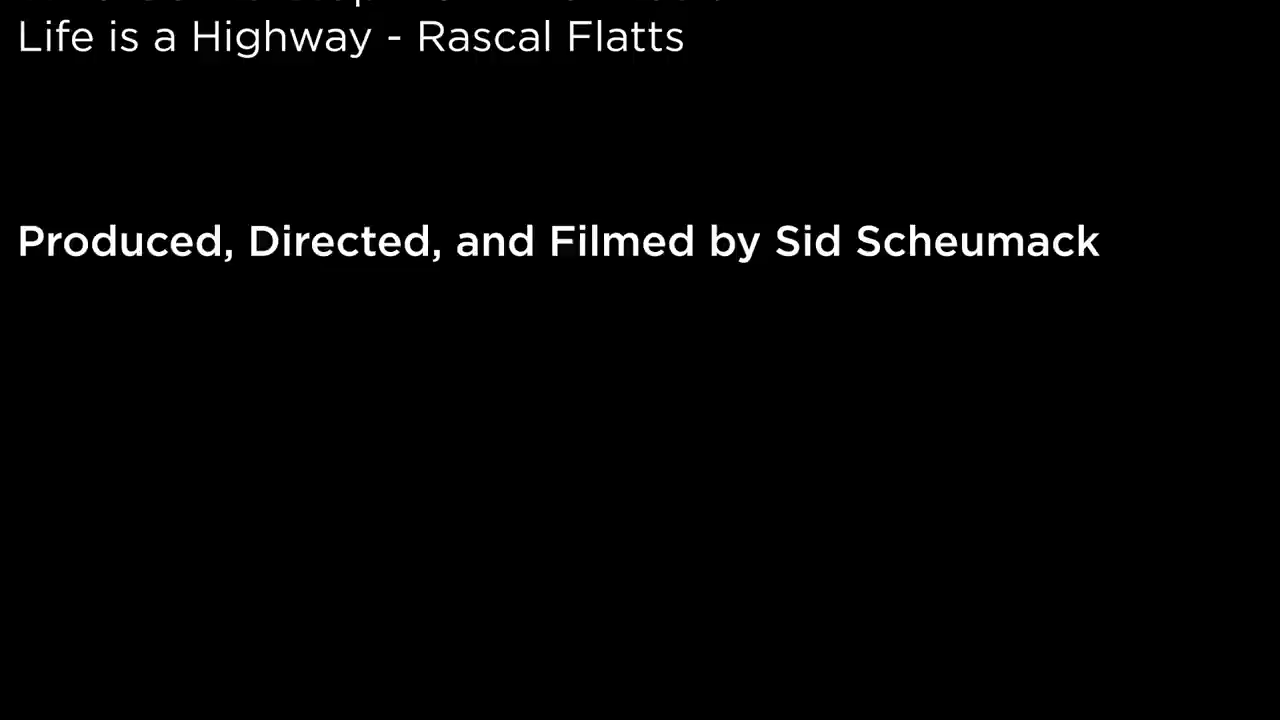 Life is a Highway - Rascal Flatts
Produced, Directed, and Filmed by Sid Scheumack